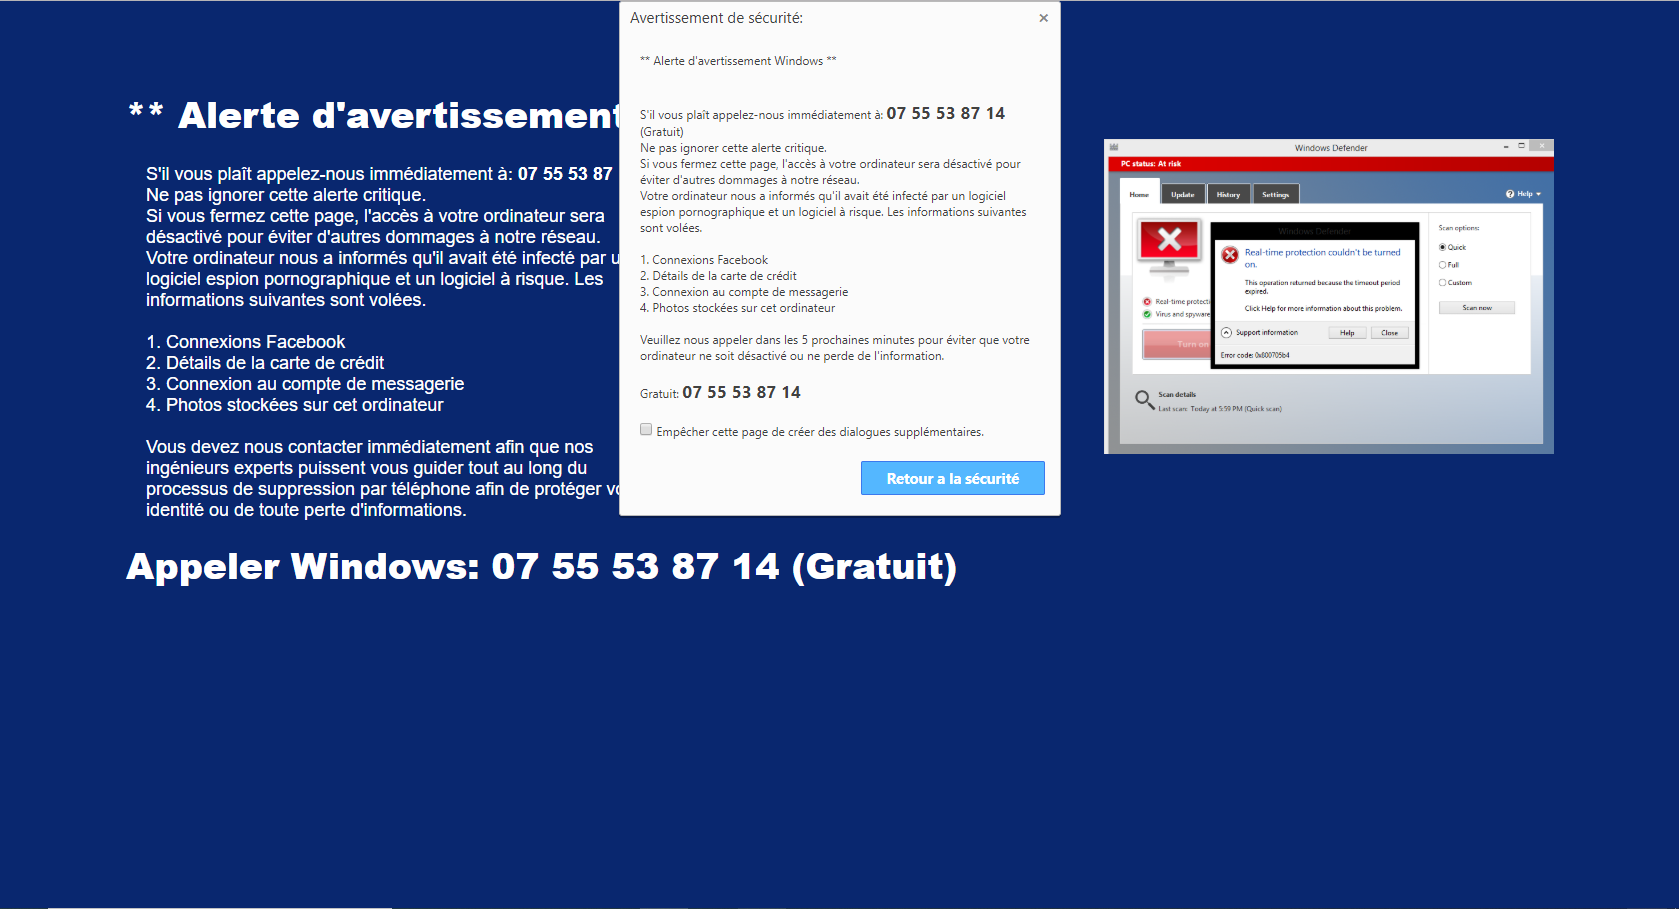 ** Alerte d'avertissement
S'il vous plaît appelez-nous immédiatement à: 07 55 53 87
Ne pas ignorer cette alerte critique.
Si vous fermez cette page, l'accès à votre ordinateur sera
désactivé pour éviter d'autres dommages à notre réseau.
Votre ordinateur nous a informés qu'il avait été infecté par u
logiciel espion pornographique et un logiciel à risque. Les
informations suivantes sont volées.
1. Connexions Facebook
2. Détails de la carte de crédit
3. Connexion au compte de messagerie
4. Photos stockées sur cet ordinateur
Vous devez nous contacter immédiatement afin que nos
ingénieurs experts puissent vous guider tout au long du
processus de suppression par téléphone afin de protéger vo
identité ou de toute perte d'informations.
Appeler Windows: 07 55 53 87 14 (Gratuit)
Avertissement de sécurité:
** Alerte d'avertissement Windows **
S'il vous plaît appelez-nous immédiatement à: 07 55 53 87 14
(Gratuit)
Ne pas ignorer cette alerte critique.
Si vous fermez cette page, l'accès à votre ordinateur sera désactivé pour
éviter d'autres dommages à notre réseau.
Votre ordinateur nous a informés qu'il avait été infecté par un logiciel
espion pornographique et un logiciel à risque. Les informations suivantes
sont volées.
1. Connexions Facebook
2. Détails de la carte de crédit
3. Connexion au compte de messagerie
4. Photos stockées sur cet ordinateur
Veuillez nous appeler dans les 5 prochaines minutes pour éviter que votre
ordinateur ne soit désactivé ou ne perde de l'information.
Gratuit: 07 55 53 87 14
Empêcher cette page de créer des dialogues supplémentaires.
Retour a la sécurité
Windows Defender
PC status: At risk
Home Update History Settings Help
Windows Defender
Real-time protection couldn't be turned
on.
This operation returned because the timeout period
expired.
Click Help for more information about this problem.
Support information Help Close
Error code: 0x800705b4
Real-time protecti
Virus and spyware
Turn on
Scan options:
Quick
Full
Custom
Scan now
Scan details
Last scan: Today at 5:59 PM (Quick scan)